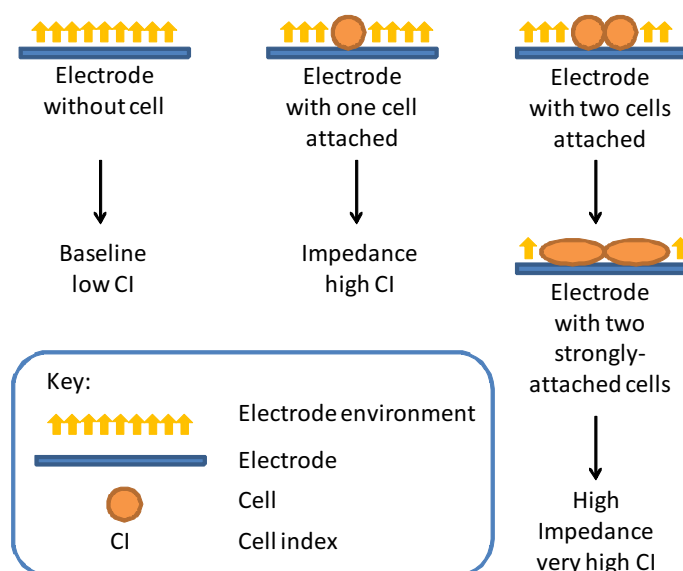 Electrode
without cell
Baseline
low CI
Electrode
with one cell
attached
Impedance
high CI
Electrode
with two cells
attached
Electrode
with two
strongly-
attached cells
High
Impedance
very high CI
Key:
Electrode environment
Electrode
Cell
CI Cell index